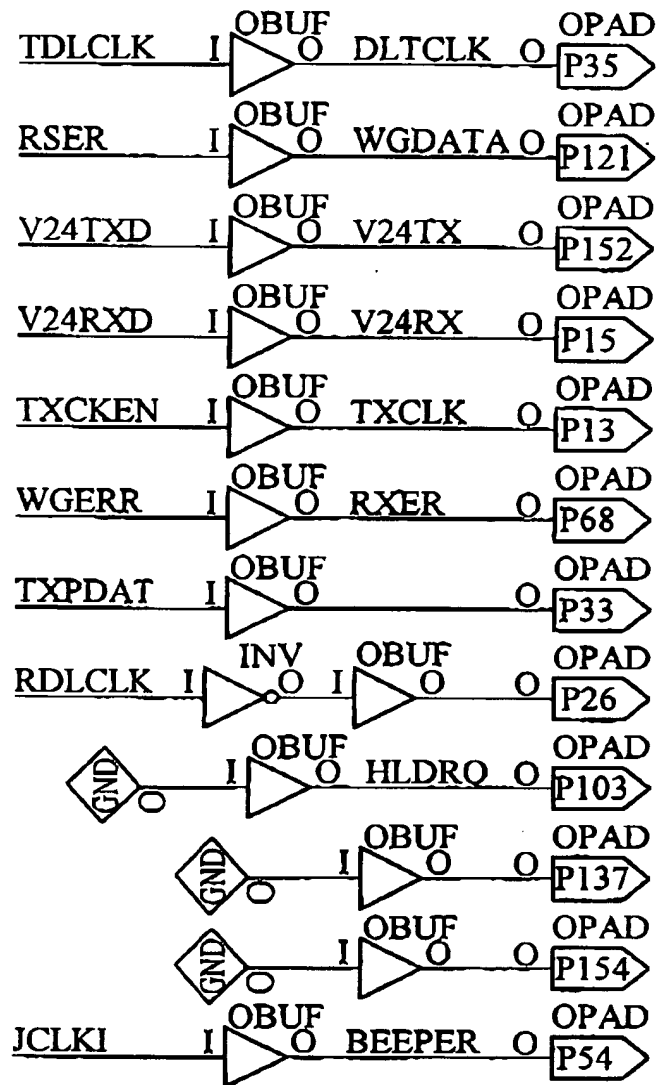 OBUF OPAD
TDLCLK I O DLTCLK O P35
OBUF OPAD
RSER I O WGDATA O P121
OBUF OPAD
V24TXD I O V24TX O P152
OBUF OPAD
V24RXD I O V24RX O P15
OBUF OPAD
TXCKEN I O TXCLK O P13
OBUF OPAD
WGERR I O RXER O P68
OBUF OPAD
TXPDAT I O O P33
INV OBUF OPAD
RDLCLK I O I O O P26
OBUF OPAD
GND O I O HLDRQ O P103
OBUF OPAD
GND O I O O P137
OBUF OPAD
GND O I O O P154
OBUF OPAD
JCLKI I O BEEPER O P54